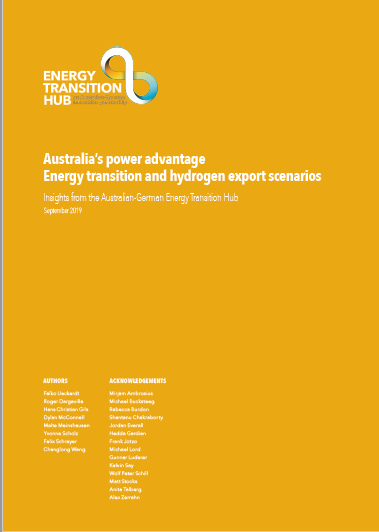 ENERGY
TRANSITION
HUB
Australia's power advantage
Energy transition and hydrogen export scenarios
Insights from the Australian-German Energy Transition Hub
September 2019
AUTHORS
Falko Ueckerdt
Roger Dargaville
Hans Christian Gils
Dylan McConnell
Malte Meinshausen
Yvonne Scholz
Felix Schreyer
Changlong Wang
ACKNOWLEDGEMENTS
Mirjam Ambrosius
Michael Buckatseg
Rebecca Burdon
Shantanu Chakraborty
Jordan Everall
Hedda Gardian
Frank Jotzo
Michael Lord
Gunnar Luderer
Kelvin Say
Wolf Peter Schill
Matt Stocks
Anita Talberg
Alex Zerrahn